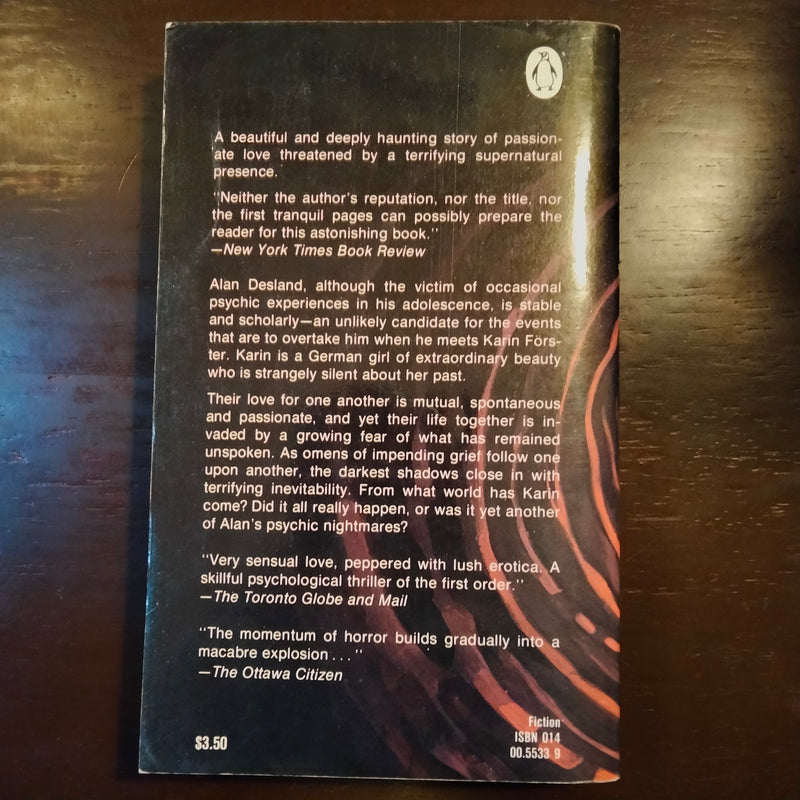 A beautiful and deeply haunting story of passion-
ate love threatened by a terrifying supernatural
presence.
"Neither the author's reputation, nor the title, nor
the first tranquil pages can possibly prepare the
reader for this astonishing book."
—New York Times Book Review
Alan Desland, although the victim of occasional
psychic experiences in his adolescence, is stable
and scholarly—an unlikely candidate for the events
that are to overtake him when he meets Karin Förs-
ter. Karin is a German girl of extraordinary beauty
who is strangely silent about her past.
Their love for one another is mutual, spontaneous
and passionate, and yet their life together is in-
vaded by a growing fear of what has remained
unspoken. As omens of impending grief follow one
upon another, the darkest shadows close in with
terrifying inevitability. From what world has Karin
come? Did it all really happen, or was it yet another
of Alan's psychic nightmares?
"Very sensual love, peppered with lush erotica. A
skillful psychological thriller of the first order."
—The Toronto Globe and Mail
"The momentum of horror builds gradually into a
macabre explosion . . ."
—The Ottawa Citizen
$3.50
Fiction
ISBN 014
00.5533 9